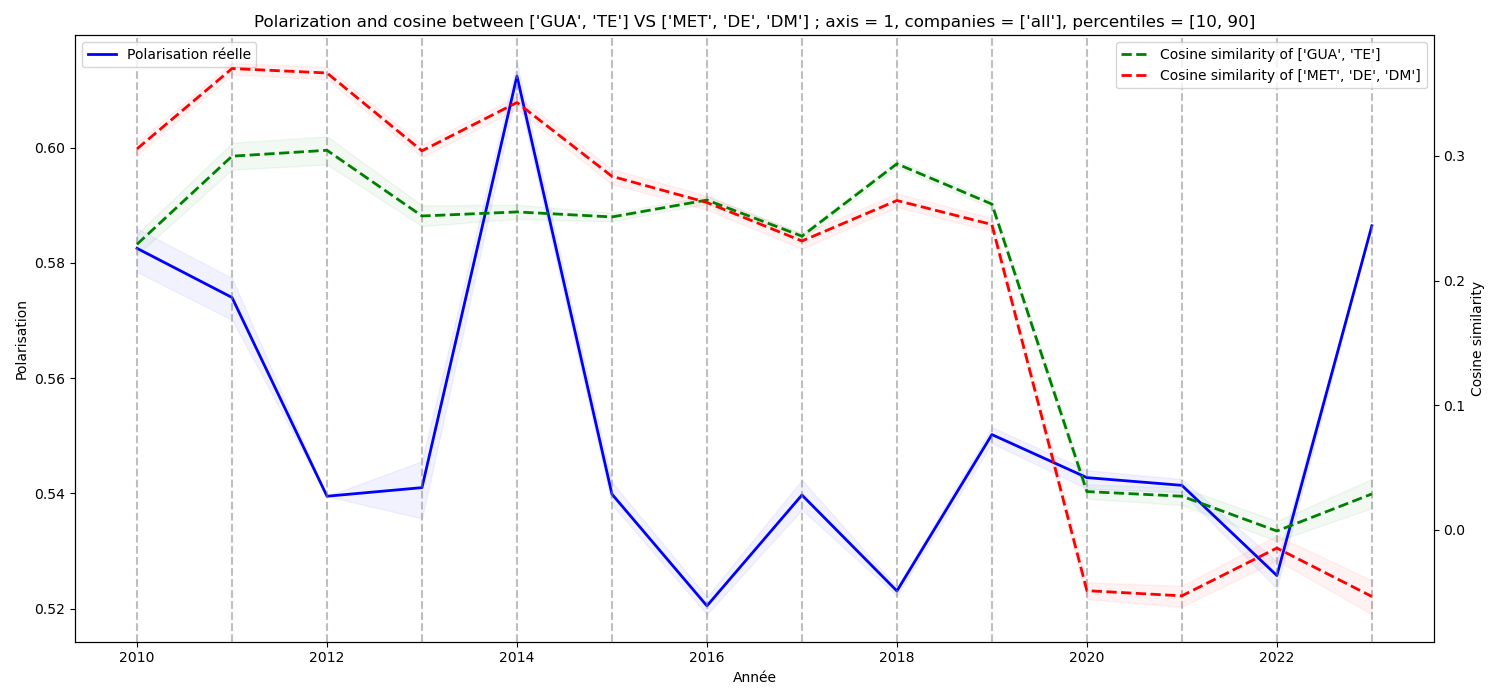 Polarization and cosine between ['GUA', 'TE'] VS ['MET', 'DE', 'DM'] ; axis = 1, companies = ['all'], percentiles = [10, 90]
Polarisation réelle
Cosine similarity of ['GUA', 'TE']
Cosine similarity of ['MET', 'DE', 'DM']
0.60
0.58
0.56
0.54
0.52
Polarisation
0.3
0.2
0.1
0.0
Cosine similarity
2010 2012 2014 2016 2018 2020 2022
Année